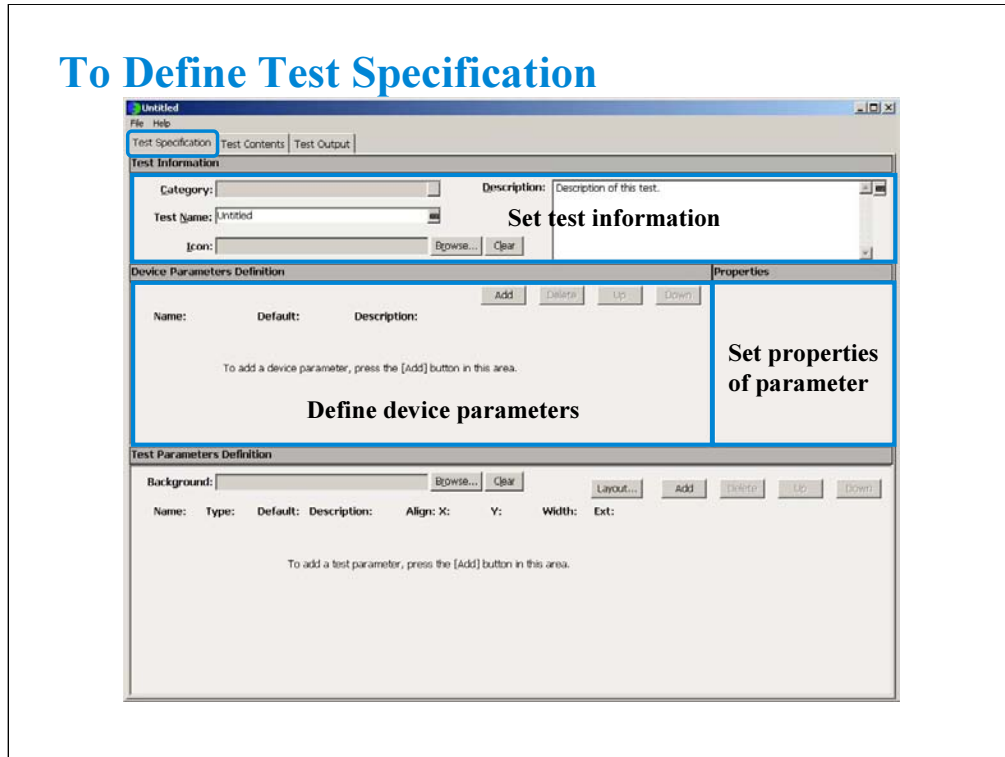 To Define Test Specification
Untitled
File Help
Test Specification Test Contents Test Output
Test Information
Category:
Description: Description of this test.
Test Name: Untitled
Set test information
Icon: Browse... Clear
Device Parameters Definition Properties
Add Delete Up Down
Name: Default: Description:
To add a device parameter, press the [Add] button in this area.
Set properties
of parameter
Define device parameters
Test Parameters Definition
Background: Browse... Clear Layout... Add Delete Up Down
Name: Type: Default: Description: Align: X: Y: Width: Ext:
To add a test parameter, press the [Add] button in this area.